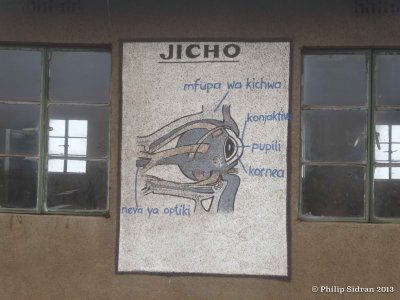 JICHO
mfupa wa kichwa
konjaktiva
pupili
kornea
neva ya optiki
© Philip Sidran 2013